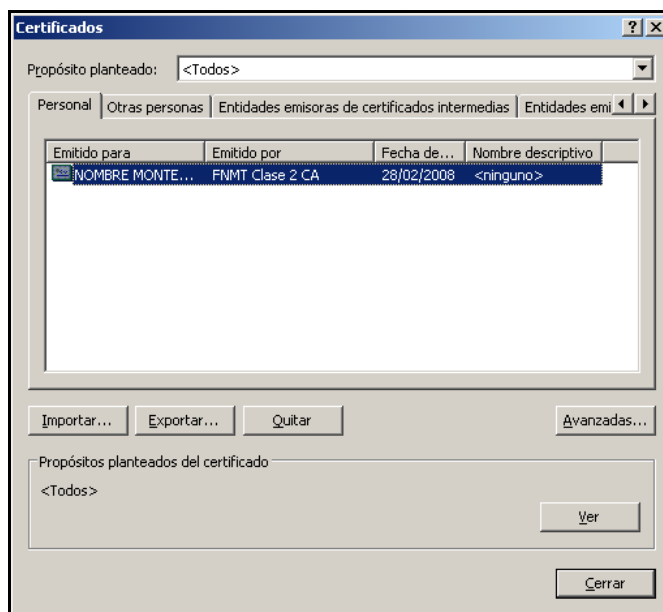 Certificados
Propósito planteado: <Todos>
Personal Otras personas Entidades emisoras de certificados intermedias Entidades emi
Emitido para Emitido por Fecha de... Nombre descriptivo
NOMBRE MONTE... FNMT Clase 2 CA 28/02/2008 <ninguno>
Importar... Exportar... Quitar Avanzadas...
Propósitos planteados del certificado
<Todos>
Ver
Cerrar